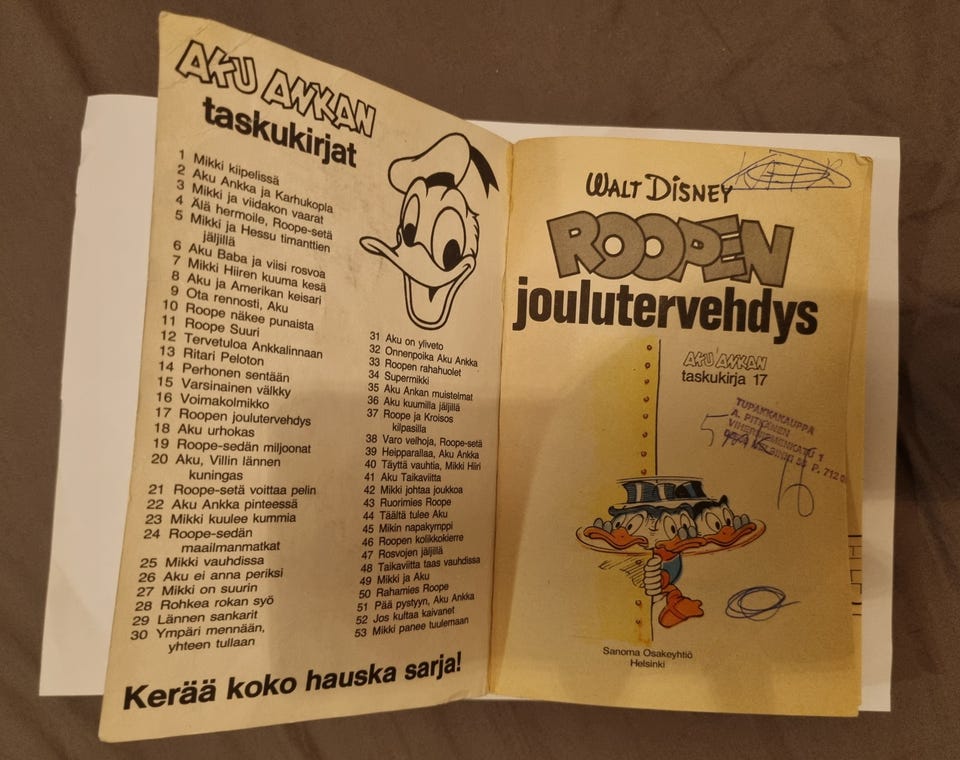 AKU ANKAN
taskukirjat
1 Mikki kiipelissä
2 Aku Ankka ja Karhukopla
3 Mikki ja viidakon vaarat
4 Älä hermoile, Roope-setä
5 Mikki ja Hessu timanttien
jäljillä
6 Aku Baba ja viisi rosvoa
7 Mikki Hiiren kuuma kesä
8 Aku ja Amerikan keisari
9 Ota rennosti, Aku
10 Roope näkee punaista
11 Roope Suuri
12 Tervetuloa Ankkalinnaan
13 Ritari Peloton
14 Perhonen sentään
15 Varsinainen välkky
16 Voimakolmikko
17 Roopen joulutervehdys
18 Aku urhokas
19 Roope-sedän miljoonat
20 Aku, Villin lännen
kuningas
21 Roope-setä voittaa pelin
22 Aku Ankka pinteessä
23 Mikki kuulee kummia
24 Roope-sedän
maailmanmatkat
25 Mikki vauhdissa
26 Aku ei anna periksi
27 Mikki on suurin
28 Rohkea rokan syö
29 Lännen sankarit
30 Ympäri mennään,
yhteen tullaan
31 Aku on yliveto
32 Onnenpoika Aku Ankka
33 Roopen rahahuolet
34 Supermikki
35 Aku Ankan muistelmat
36 Aku kuumilla jäljillä
37 Roope ja Kroisos
kilpasilla
38 Varo velhoja, Roope-setä
39 Heipparallaa, Aku Ankka
40 Täyttä vauhtia, Mikki Hiiri
41 Aku Taikaviitta
42 Mikki johtaa joukkoa
43 Ruorimies Roope
44 Täältä tulee Aku
45 Mikin napakymppi
46 Roopen kolikkokierre
47 Rosvojen jäljillä
48 Taikaviitta taas vauhdissa
49 Mikki ja Aku
50 Rahamies Roope
51 Pää pystyyn, Aku Ankka
52 Jos kultaa kaivanet
53 Mikki panee tuulemaan
Kerää koko hauska sarja!
WALT DISNEY
ROOPEN
joulutervehdys
AKU ANKAN
taskukirja 17
TUPAKKAKAUPPA
A. PITKÄNEN
1
HELSINKI 55 P. 712
Sanoma Osakeyhtiö
Helsinki